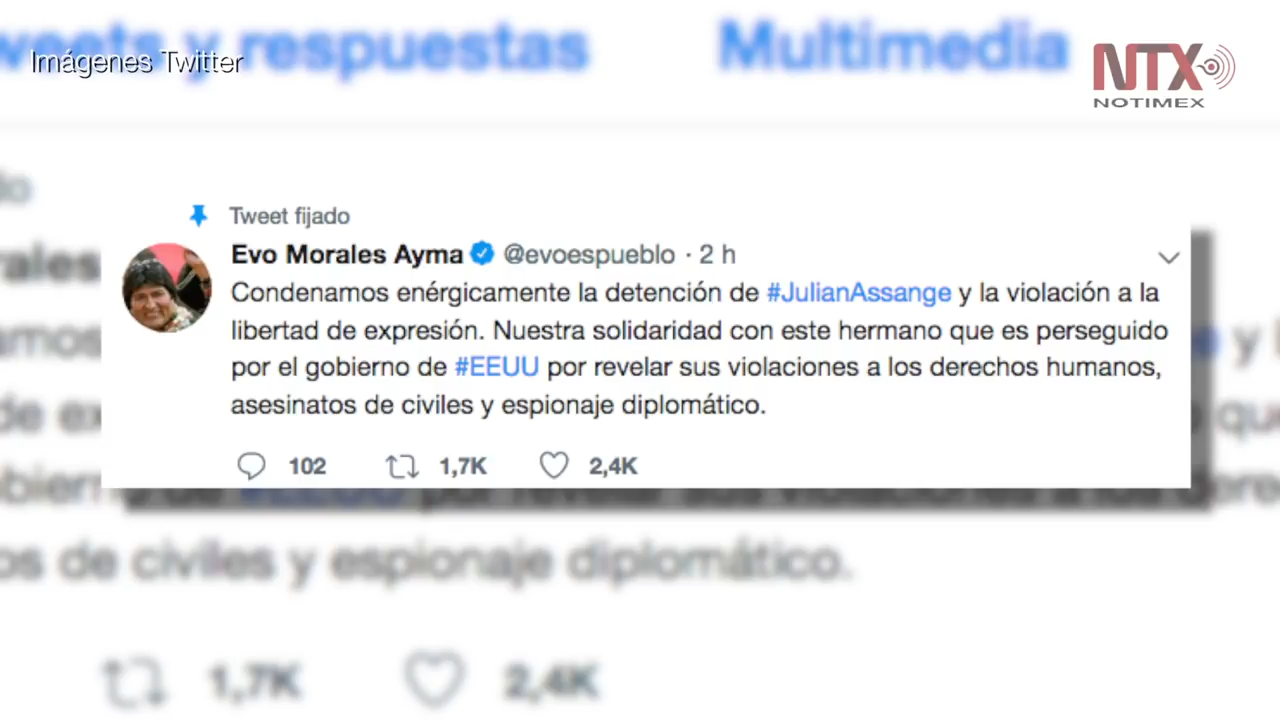 weets y respuestas
Multimedia
Imágenes Twitter
NTX
NOTIMEX
Tweet fijado
Evo Morales Ayma @evoespueblo · 2 h
Condenamos enérgicamente la detención de #JulianAssange y la violación a la
libertad de expresión. Nuestra solidaridad con este hermano que es perseguido
por el gobierno de #EEUU por revelar sus violaciones a los derechos humanos,
asesinatos de civiles y espionaje diplomático.
102 1,7K 2,4K
os de civiles y espionaje diplomático.
1,7K 2,4K